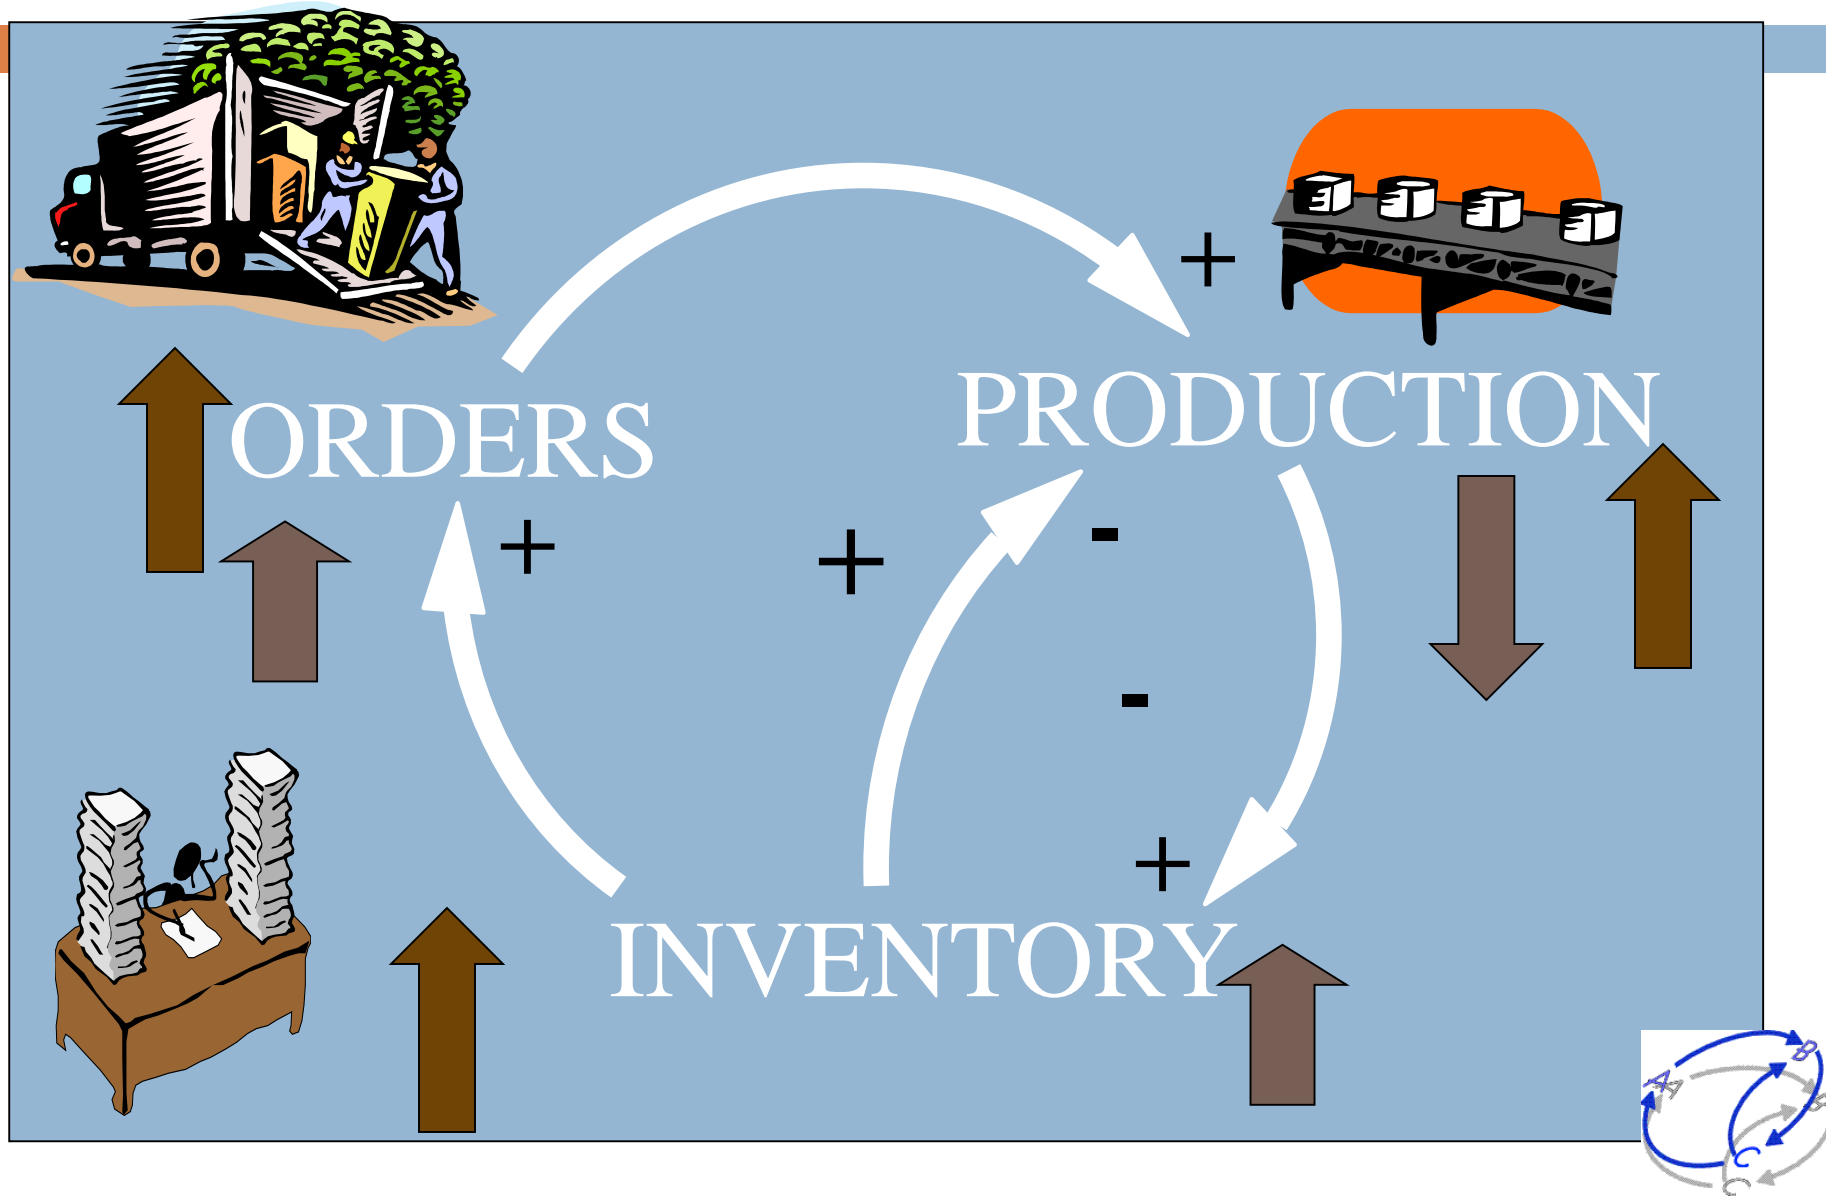 +
PRODUCTION
ORDERS
+
+
-
-
+
INVENTORY
A
B
A
B
C
C